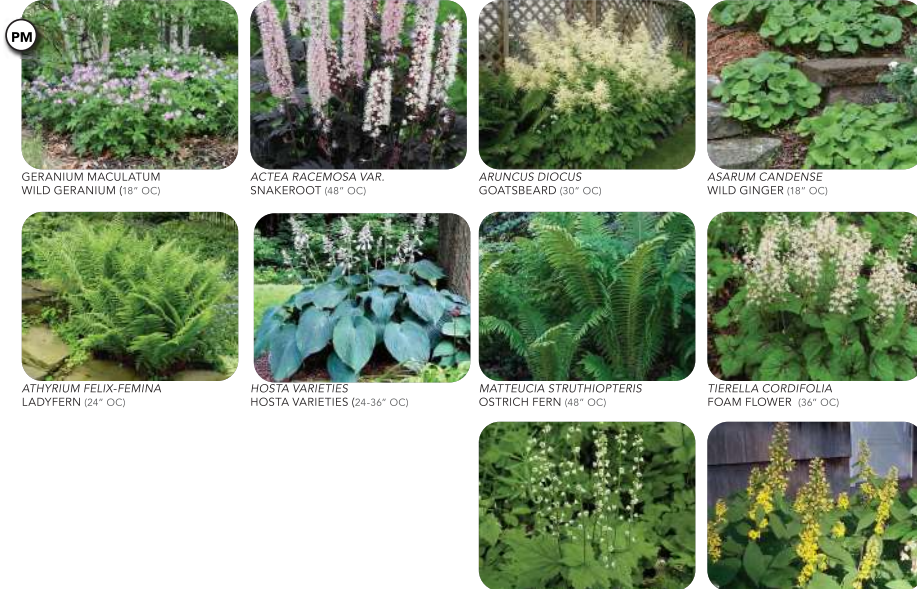 PM
GERANIUM MACULATUM
WILD GERANIUM (18" OC)
ACTEA RACEMOSA VAR.
SNAKEROOT (48" OC)
ARUNCUS DIOCUS
GOATSBEARD (30" OC)
ASARUM CANDENSE
WILD GINGER (18" OC)
ATHYRIUM FELIX-FEMINA
LADYFERN (24" OC)
HOSTA VARIETIES
HOSTA VARIETIES (24-36" OC)
MATTEUCIA STRUTHIOPTERIS
OSTRICH FERN (48" OC)
TIERELLA CORDIFOLIA
FOAM FLOWER (36" OC)